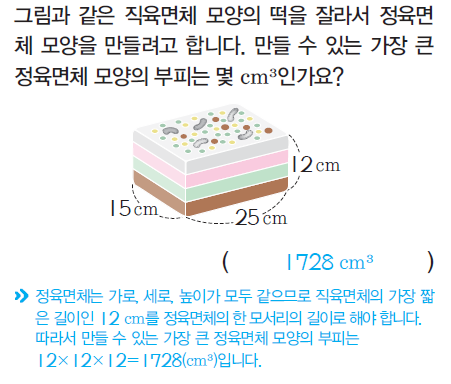 그림과 같은 직육면체 모양의 떡을 잘라서 정육면
체 모양을 만들려고 합니다. 만들 수 있는 가장 큰
정육면체 모양의 부피는 몇 cm³인가요?
12 cm
15 cm
25 cm
( 1728 cm³ )
» 정육면체는 가로, 세로, 높이가 모두 같으므로 직육면체의 가장 짧
은 길이인 12 cm를 정육면체의 한 모서리의 길이로 해야 합니다.
따라서 만들 수 있는 가장 큰 정육면체 모양의 부피는
12×12×12=1728(cm³)입니다.